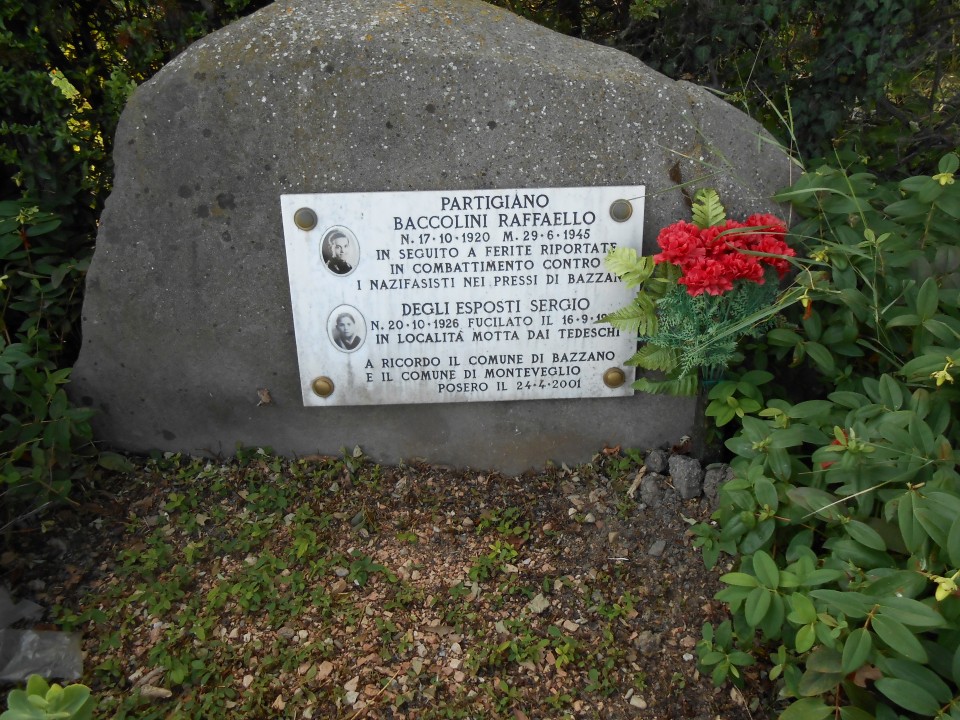 PARTIGIANO
BACCOLINI RAFFAELLO
N. 17•10•1920 M. 29•6•1945
IN SEGUITO A FERITE RIPORTATE
IN COMBATTIMENTO CONTRO
I NAZIFASISTI NEI PRESSI DI
DEGLI ESPOSTI SERGIO
N. 20•10•1926 FUCILATO IL
IN LOCALITÀ MOTTA DAI TEDESCHI
A RICORDO IL COMUNE DI BAZZANO
E IL COMUNE DI MONTEVEGLIO
POSERO IL 24•4•2001